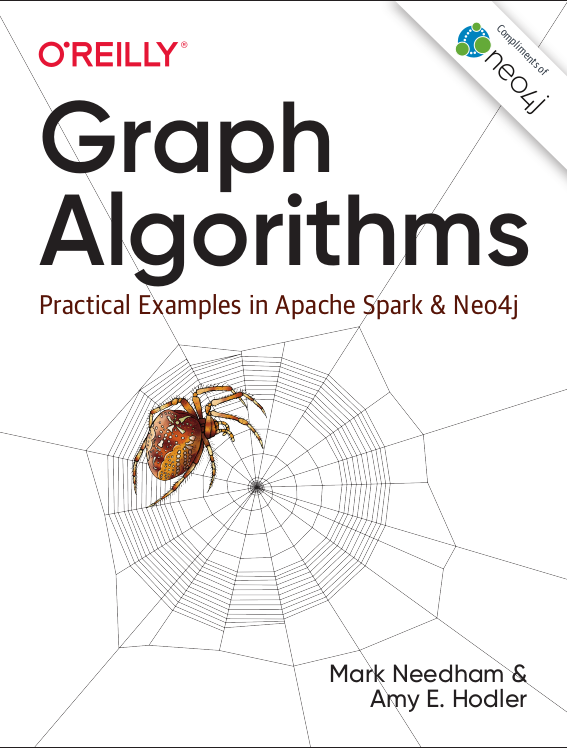 O'REILLY®
Compliments of
neo4j
Graph
Algorithms
Practical Examples in Apache Spark & Neo4j
Mark Needham &
Amy E. Hodler